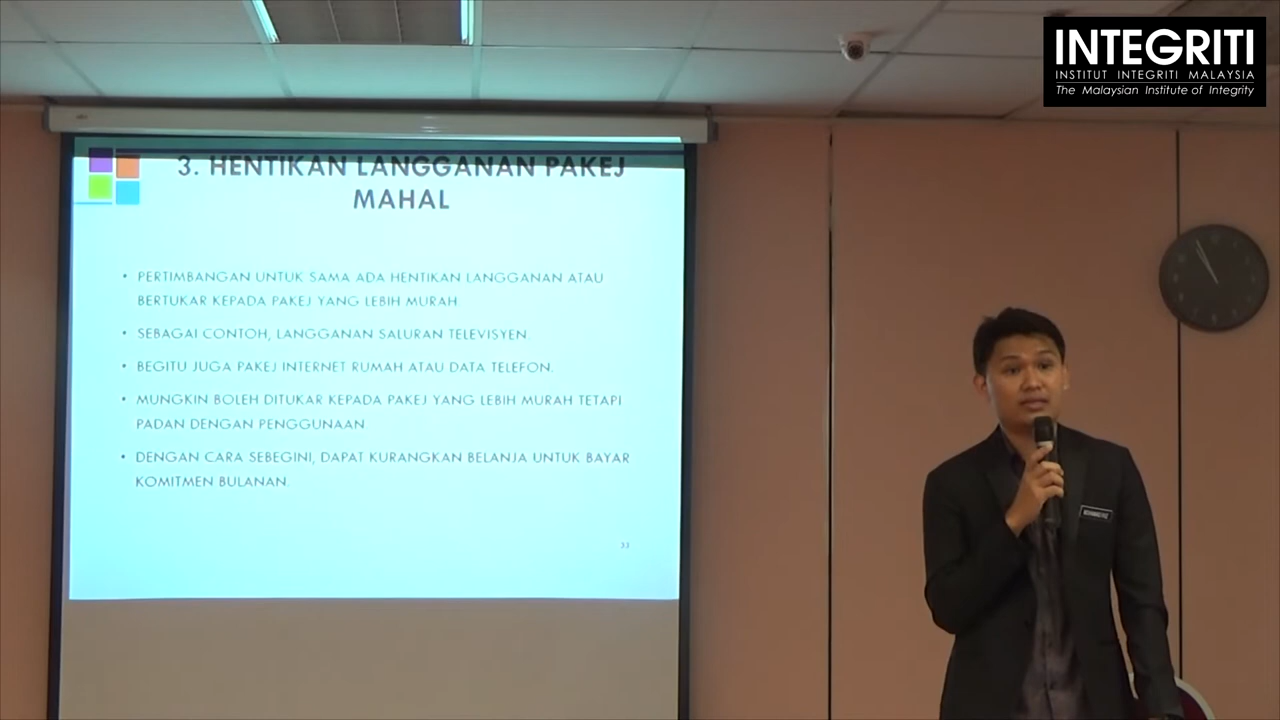 INTEGRITI
INSTITUT INTEGRITI MALAYSIA
The Malaysian Institute of Integrity
3. HENTIKAN LANGGANAN PAKEJ
MAHAL
• PERTIMBANGAN UNTUK SAMA ADA HENTIKAN LANGGANAN ATAU
BERTUKAR KEPADA PAKEJ YANG LEBIH MURAH
• SEBAGAI CONTOH, LANGGANAN SALURAN TELEVISYEN.
• BEGITU JUGA PAKEJ INTERNET RUMAH ATAU DATA TELEFON.
• MUNGKIN BOLEH DITUKAR KEPADA PAKEJ YANG LEBIH MURAH TETAPI
PADAN DENGAN PENGGUNAAN
• DENGAN CARA SEBEGINI, DAPAT KURANGKAN BELANJA UNTUK BAYAR
KOMITMEN BULANAN.
33